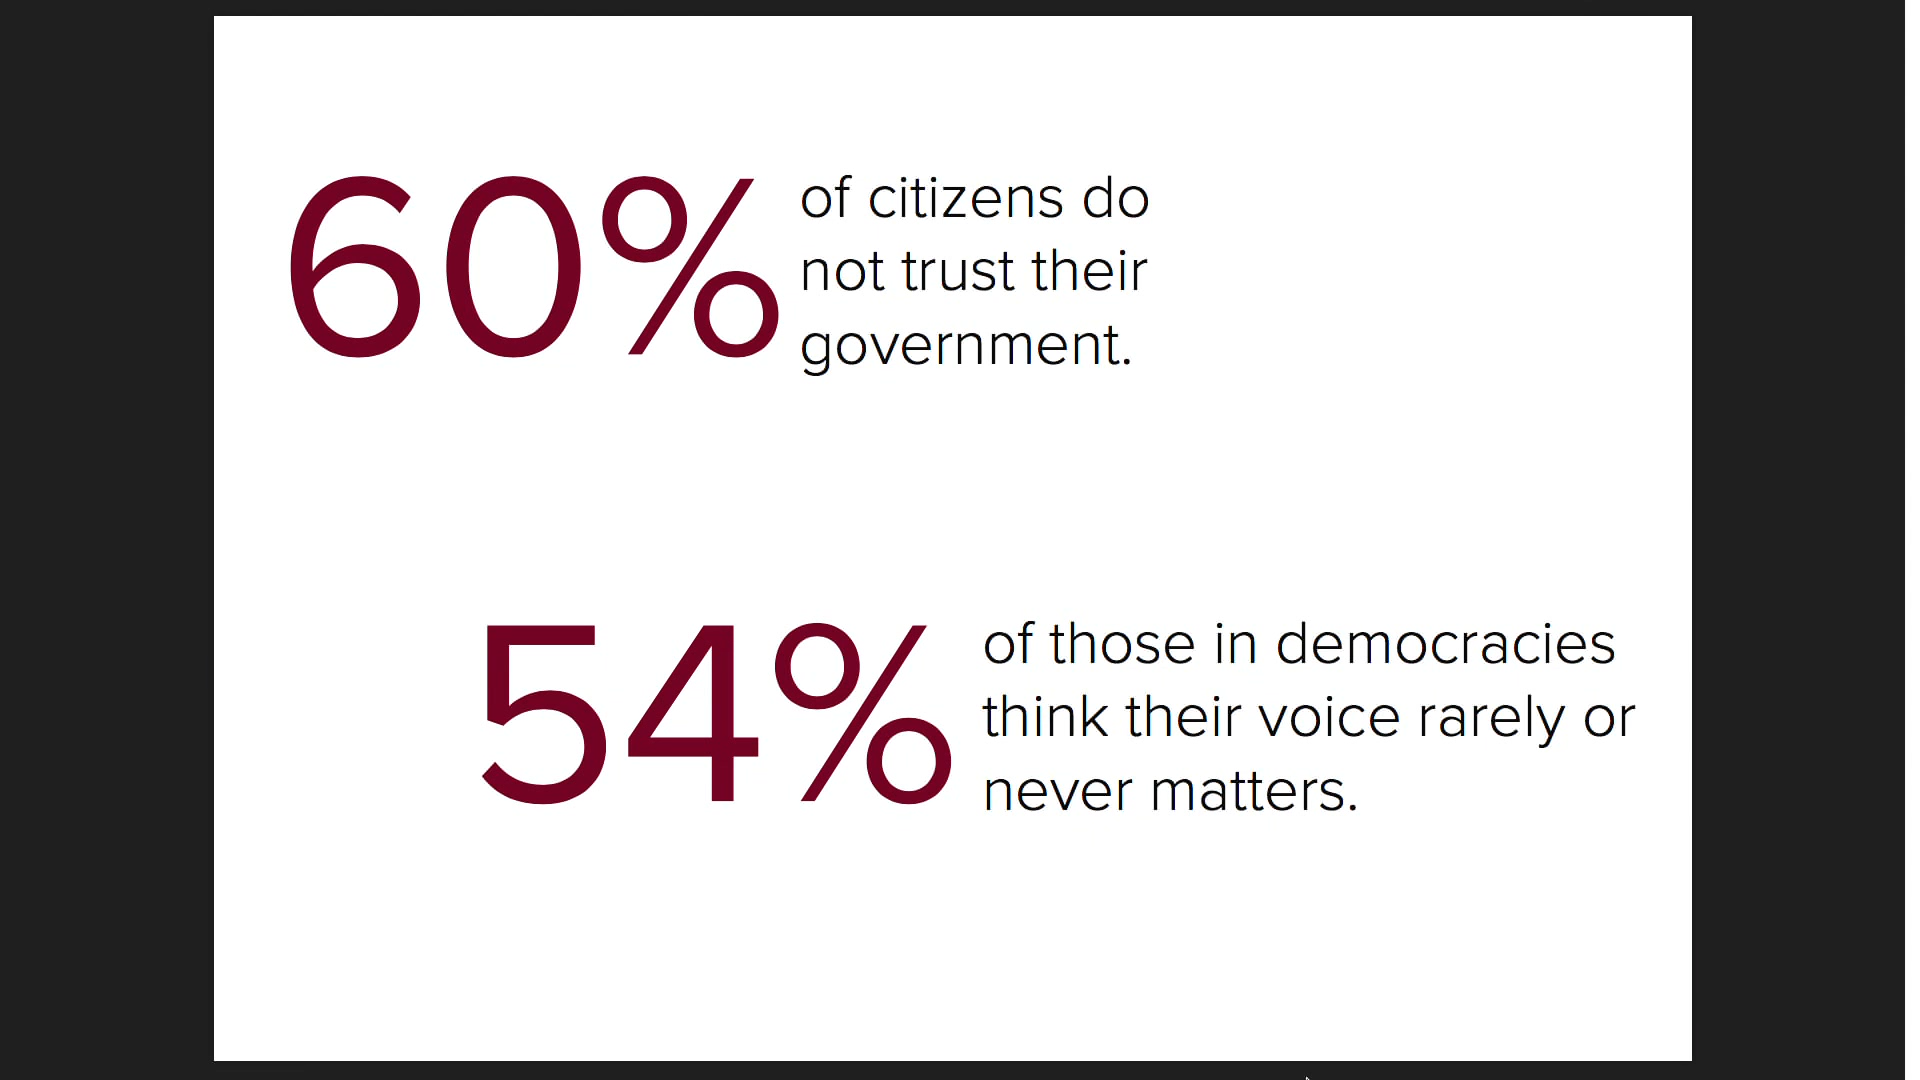 60% of citizens do
not trust their
government.
54% of those in democracies
think their voice rarely or
never matters.